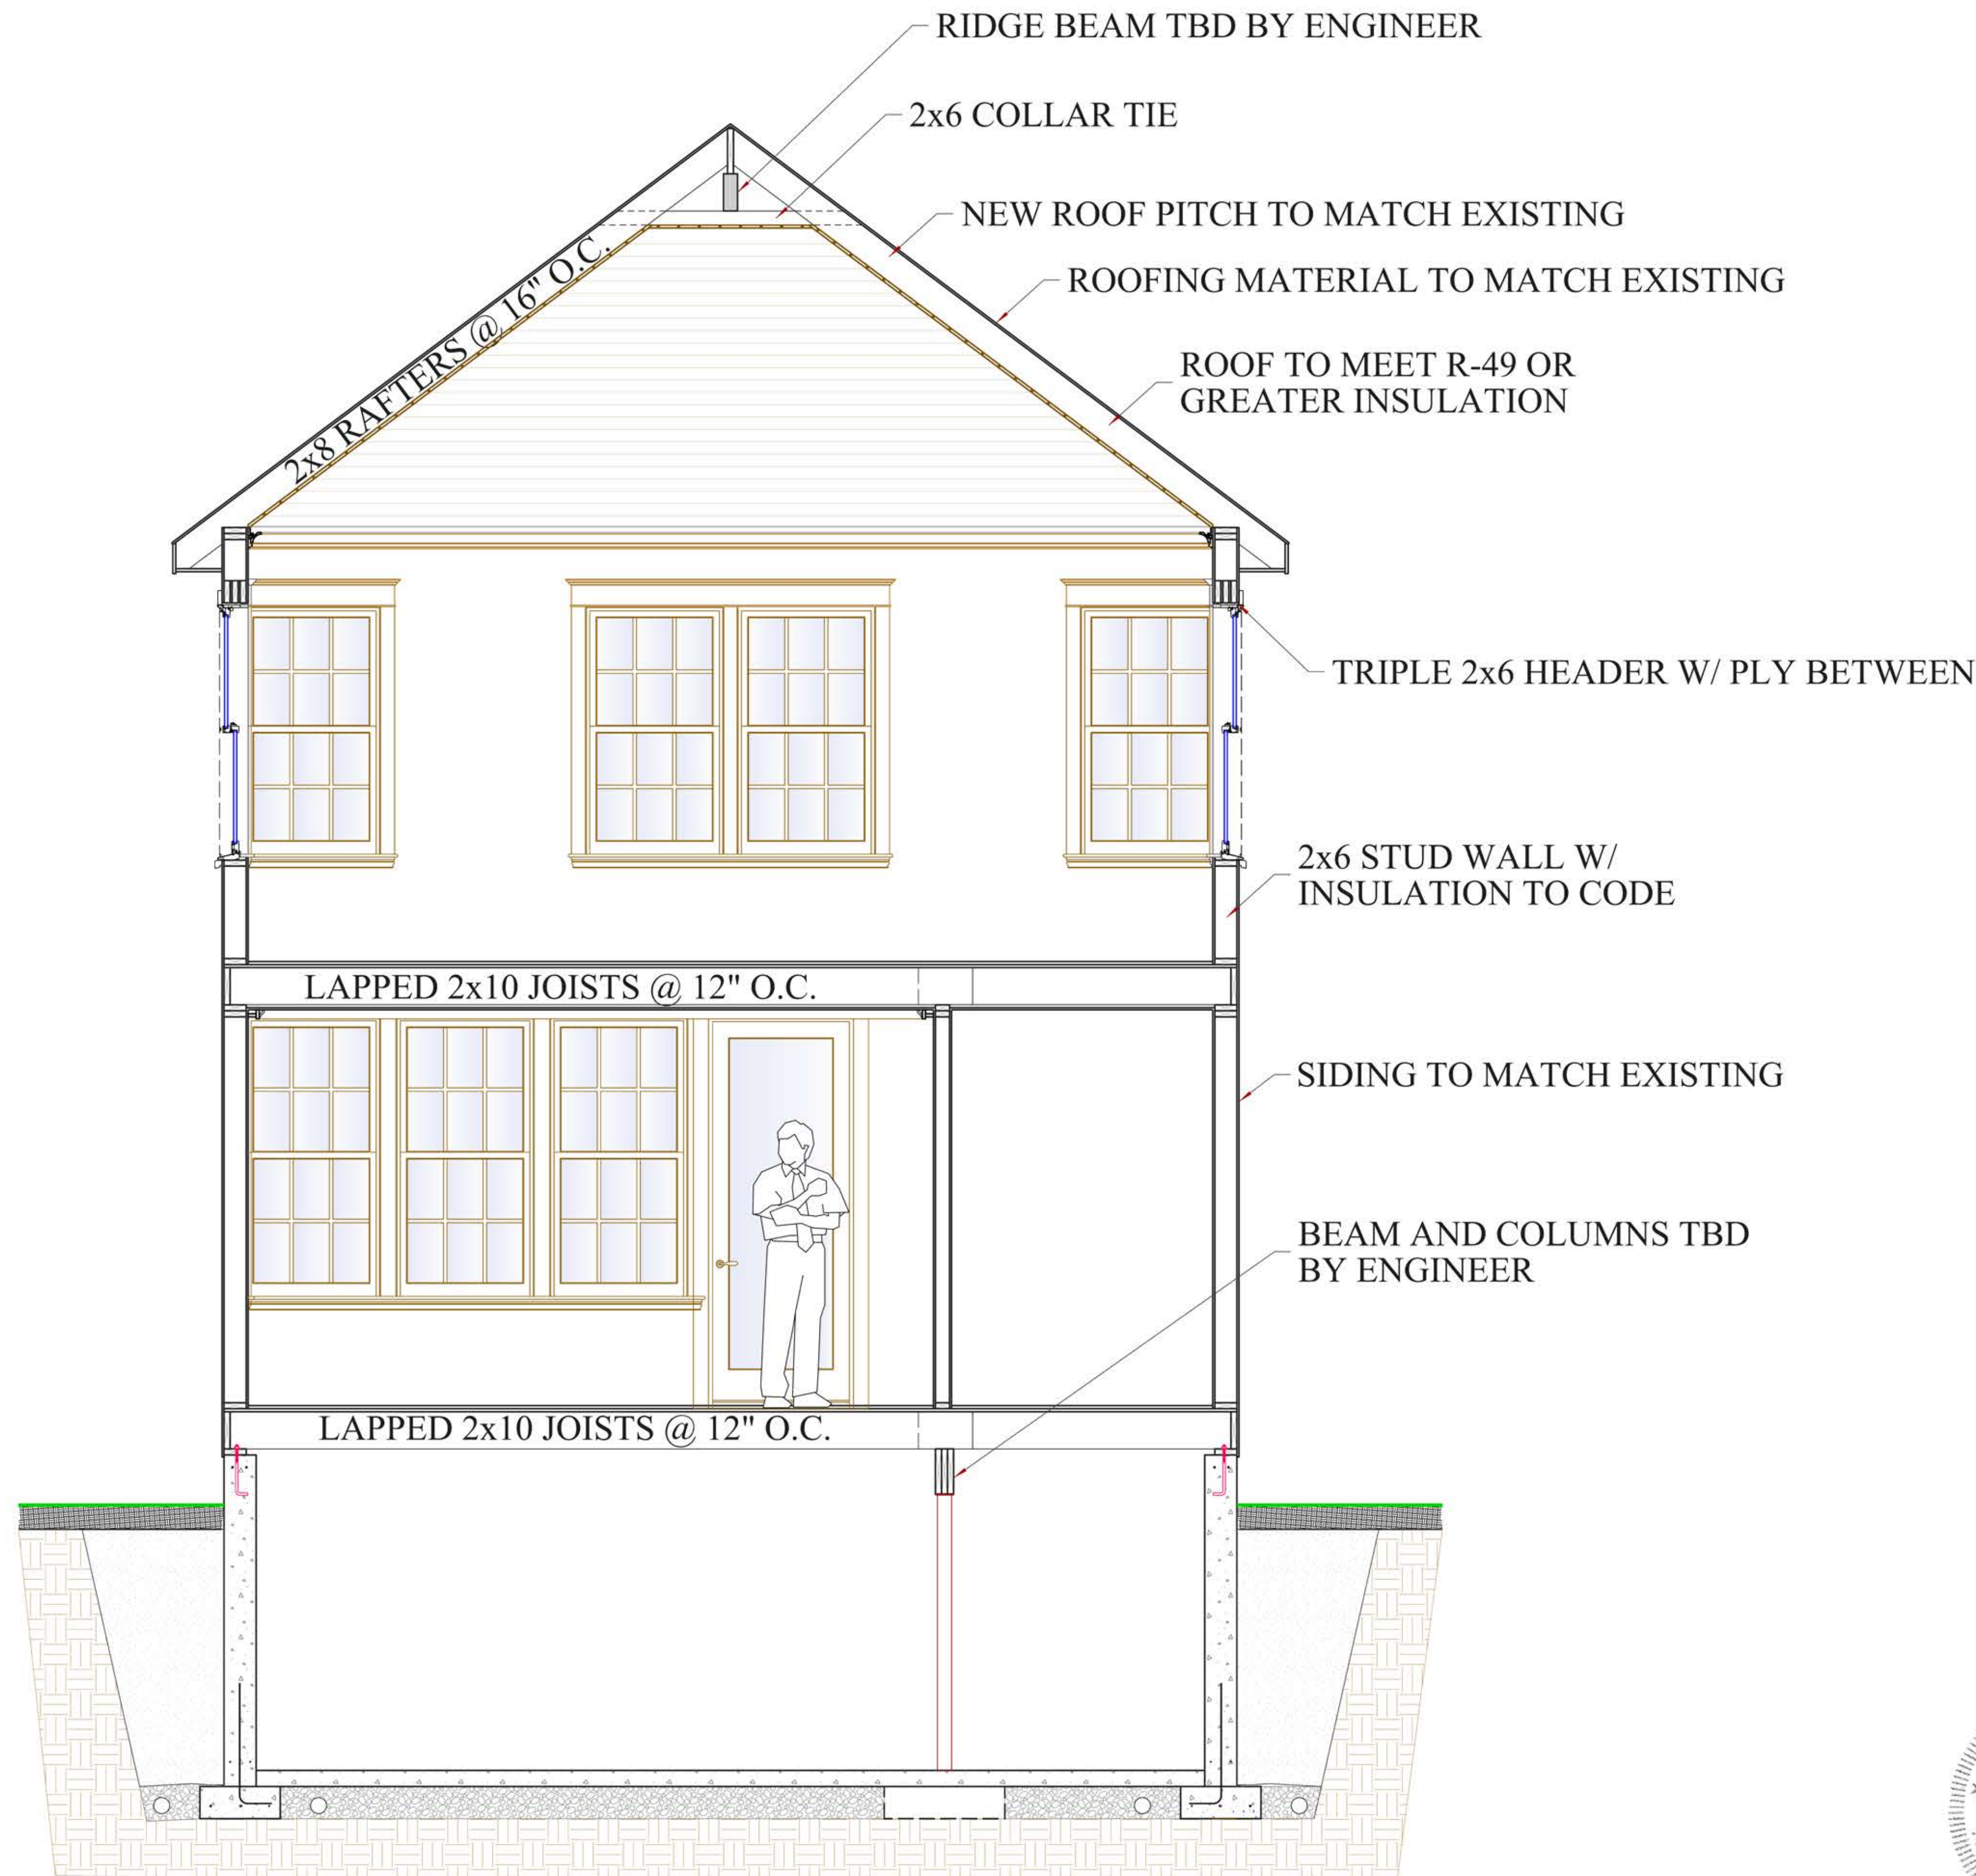 RIDGE BEAM TBD BY ENGINEER
2x6 COLLAR TIE
NEW ROOF PITCH TO MATCH EXISTING
ROOFING MATERIAL TO MATCH EXISTING
2x8 RAFTERS @ 16" O.C.
ROOF TO MEET R-49 OR
GREATER INSULATION
TRIPLE 2x6 HEADER W/ PLY BETWEEN
2x6 STUD WALL W/
INSULATION TO CODE
LAPPED 2x10 JOISTS @ 12" O.C.
SIDING TO MATCH EXISTING
BEAM AND COLUMNS TBD
BY ENGINEER
LAPPED 2x10 JOISTS @ 12" O.C.